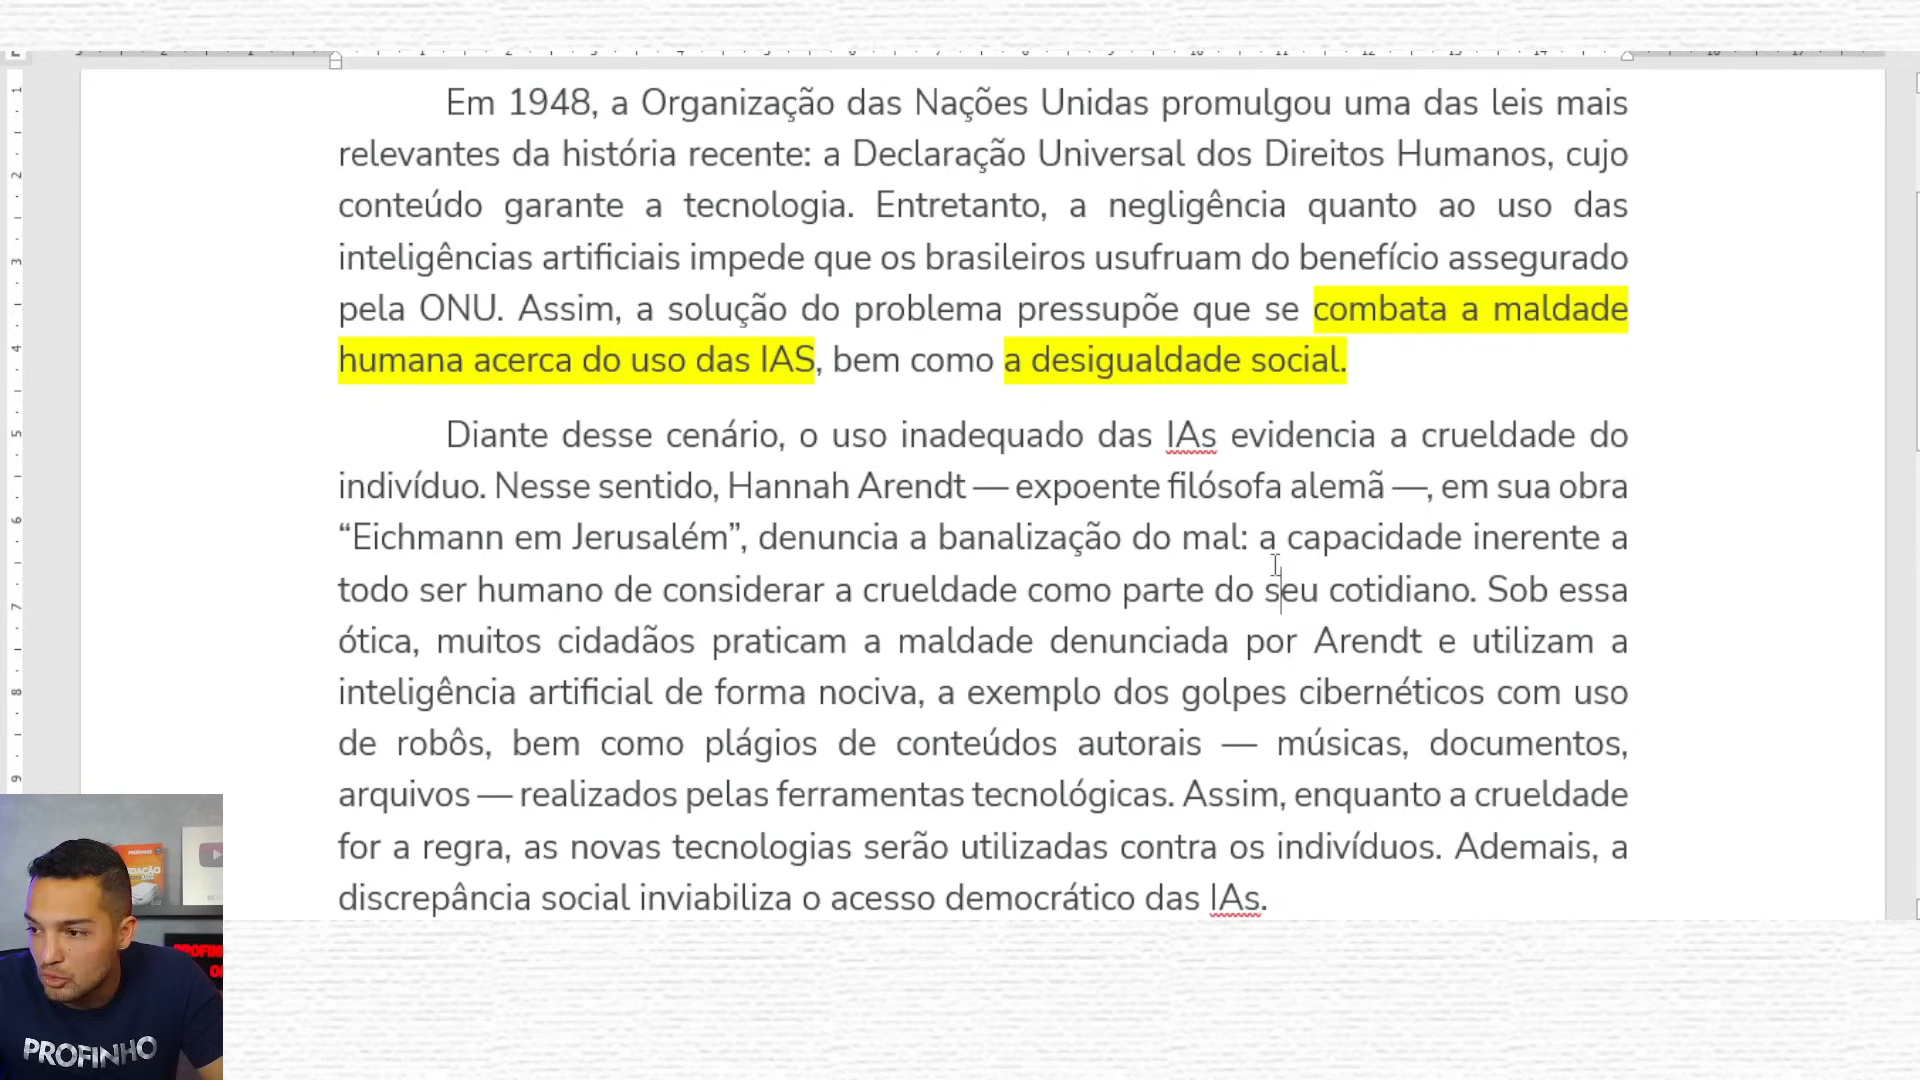 Em 1948, a Organização das Nações Unidas promulgou uma das leis mais
relevantes da história recente: a Declaração Universal dos Direitos Humanos, cujo
conteúdo garante a tecnologia. Entretanto, a negligência quanto ao uso das
inteligências artificiais impede que os brasileiros usufruam do benefício assegurado
pela ONU. Assim, a solução do problema pressupõe que se combata a maldade
humana acerca do uso das IAS, bem como a desigualdade social.
Diante desse cenário, o uso inadequado das IAs evidencia a crueldade do
indivíduo. Nesse sentido, Hannah Arendt — expoente filósofa alemã —, em sua obra
“Eichmann em Jerusalém”, denuncia a banalização do mal: a capacidade inerente a
todo ser humano de considerar a crueldade como parte do seu cotidiano. Sob essa
ótica, muitos cidadãos praticam a maldade denunciada por Arendt e utilizam a
inteligência artificial de forma nociva, a exemplo dos golpes cibernéticos com uso
de robôs, bem como plágios de conteúdos autorais — músicas, documentos,
arquivos — realizados pelas ferramentas tecnológicas. Assim, enquanto a crueldade
for a regra, as novas tecnologias serão utilizadas contra os indivíduos. Ademais, a
discrepância social inviabiliza o acesso democrático das IAs.
PROFINHO